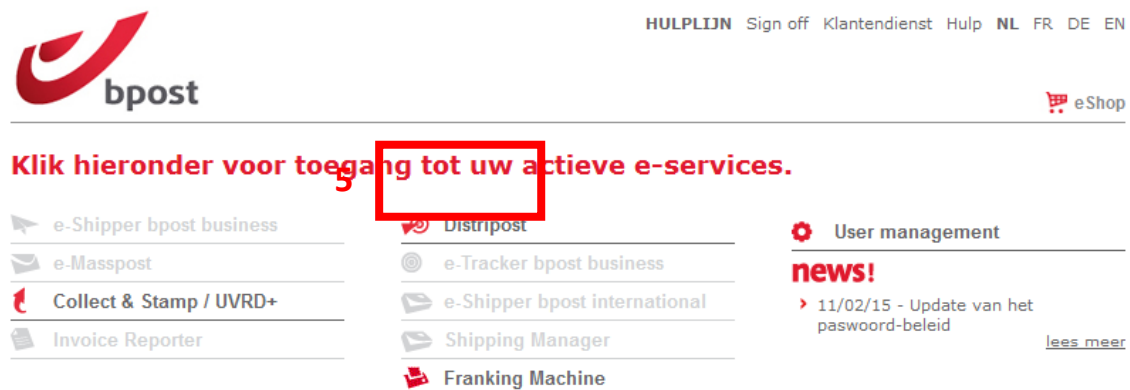 HULPLIJN Sign off Klantendienst Hulp NL FR DE EN
bpost
eShop
Klik hieronder voor toegang tot uw actieve e-services.
5
e-Shipper bpost business
e-Masspost
Collect & Stamp / UVRD+
Invoice Reporter
Distripost
e-Tracker bpost business
e-Shipper bpost international
Shipping Manager
Franking Machine
User management
news!
11/02/15 - Update van het
paswoord-beleid
lees meer